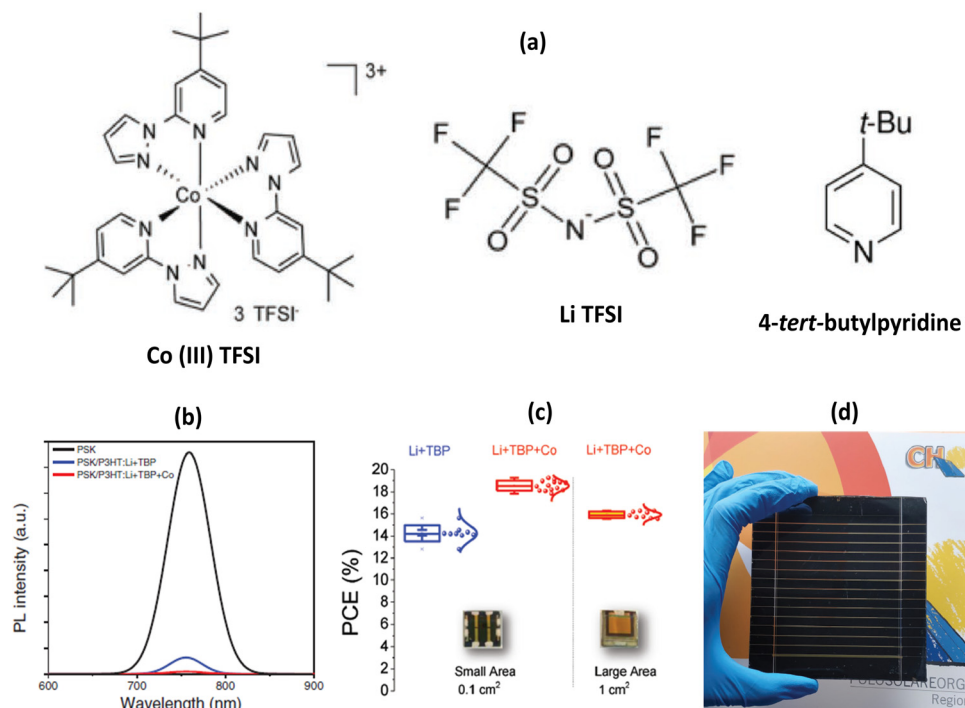 (a)
3+
N
N
N
N
N
N
N
N
N
Co
3 TFSI-
Co (III) TFSI
F
F
F
O
O
S
N-
S
O
O
F
F
F
Li TFSI
t-Bu
N
4-tert-butylpyridine
(b)
PL intensity (a.u.)
PSK
PSK/P3HT:Li+TBP
PSK/P3HT:Li+TBP+Co
600 700 800 900
Wavelength (nm)
(c)
Li+TBP Li+TBP+Co Li+TBP+Co
PCE (%)
20
18
16
14
12
10
8
6
4
2
0
Small Area
0.1 cm²
Large Area
1 cm²
(d)
CH
POLOSOLAREORG
Region